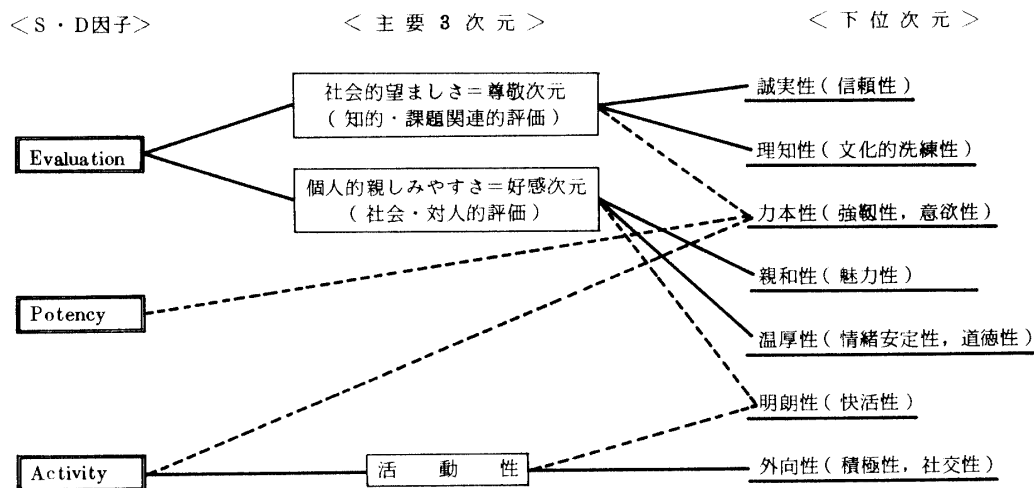 ＜S・D因子＞
＜主要3次元＞
＜下位次元＞
社会的望ましさ＝尊敬次元
（知的・課題関連的評価）
誠実性（信頼性）
Evaluation
理知性（文化的洗練性）
個人的親しみやすさ＝好感次元
（社会・対人的評価）
力本性（強靱性，意欲性）
親和性（魅力性）
Potency
温厚性（情緒安定性，道徳性）
明朗性（快活性）
Activity
活動性
外向性（積極性，社交性）